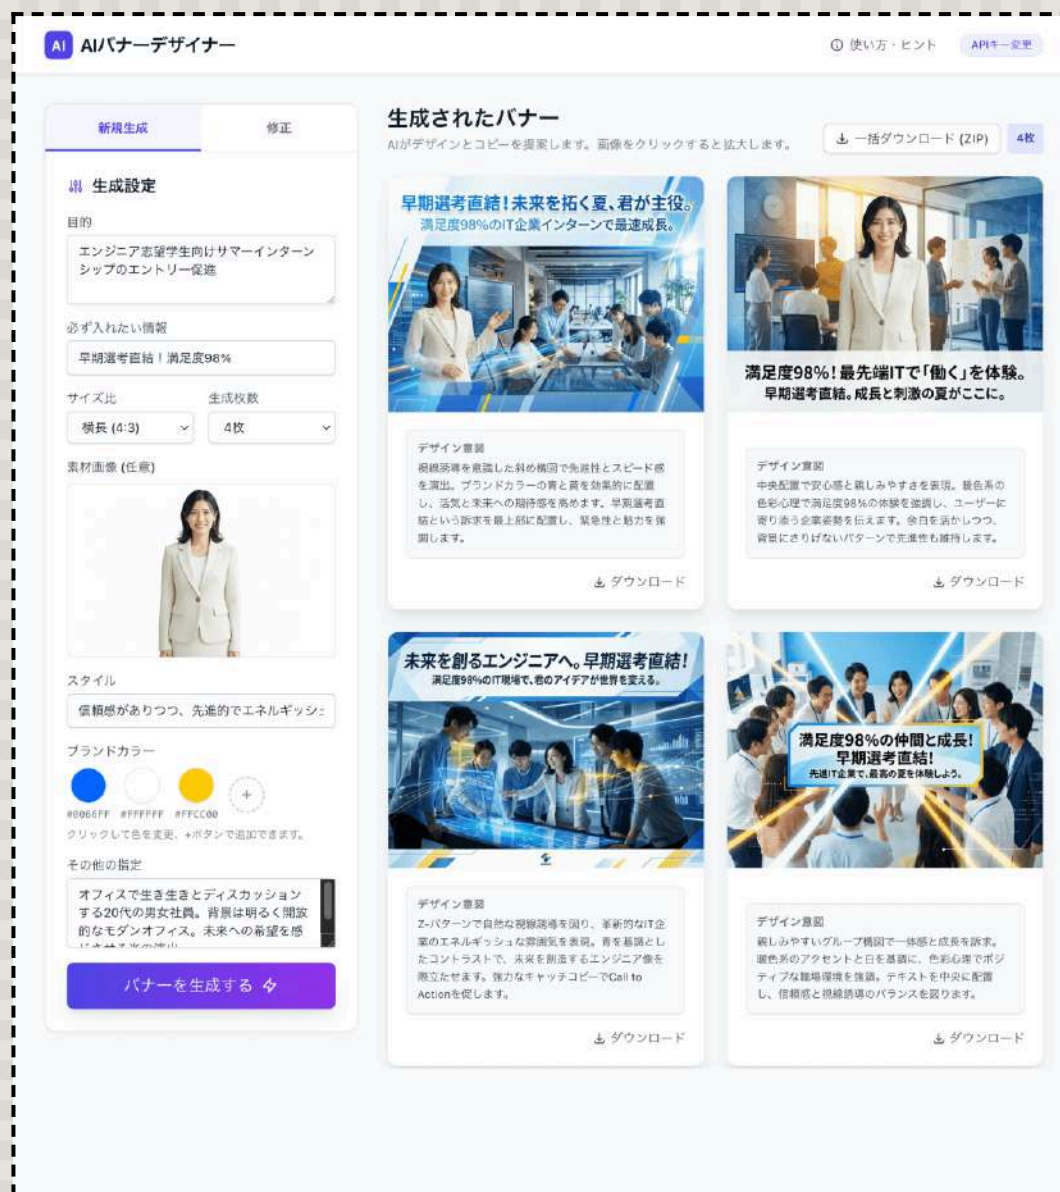 AI AIバナーデザイナー
使い方・ヒント
APIキー変更
新規生成
修正
生成設定
目的
エンジニア志望学生向けサマーインターン
シップのエントリー促進
必ず入れたい情報
早期選考直結！満足度98%
サイズ比
生成枚数
横長 (4:3)
4枚
素材画像 (任意)
スタイル
信頼感がありつつ、先進的でエネルギッシュ
ブランドカラー
#0066FF #FFFFFF #FFCC00
クリックして色を変更、+ボタンで追加できます。
その他の指定
オフィスで生き生きとディスカッション
する20代の男女社員。背景は明るく開放
的なモダンオフィス。未来への希望を感
バナーを生成する
生成されたバナー
AIがデザインとコピーを提案します。画像をクリックすると拡大します。
一括ダウンロード (ZIP)
4枚
早期選考直結！未来を拓く夏、君が主役。
満足度98%のIT企業インターンで最速成長。
デザイン意図
視線誘導を意識した斜め構図で先進性とスピード感
を演出。ブランドカラーの青と黄を効果的に配置
し、活気と未来への期待感を高めます。早期選考直
結という訴求を最上部に配置し、緊急性と魅力を強
調します。
ダウンロード
満足度98%！最先端ITで「働く」を体験。
早期選考直結。成長と刺激の夏がここに。
デザイン意図
中央配置で安心感と親しみやすさを表現。暖色系の
色彩心理で満足度98%の体験を強調し、ユーザーに
寄り添う企業姿勢を伝えます。余白を活かしつつ、
背景にさりげないパターンで先進性も維持します。
ダウンロード
未来を創るエンジニアへ。早期選考直結！
満足度98%のIT現場で、君のアイデアが世界を変える。
デザイン意図
Z-パターンで自然な視線誘導を図り、革新的なIT企
業のエネルギッシュな雰囲気を表現。青を基調とし
たコントラストで、未来を創造するエンジニア像を
際立たせます。強力なキャッチコピーでCall to
Actionを促します。
ダウンロード
満足度98%の仲間と成長！
早期選考直結！
先進IT企業で、最高の夏を体験しよう。
デザイン意図
親しみやすいグループ構図で一体感と成長を訴求。
暖色系のアクセントと白を基調に、色彩心理でポジ
ティブな職場環境を強調。テキストを中央に配置
し、信頼感と視線誘導のバランスを図ります。
ダウンロード